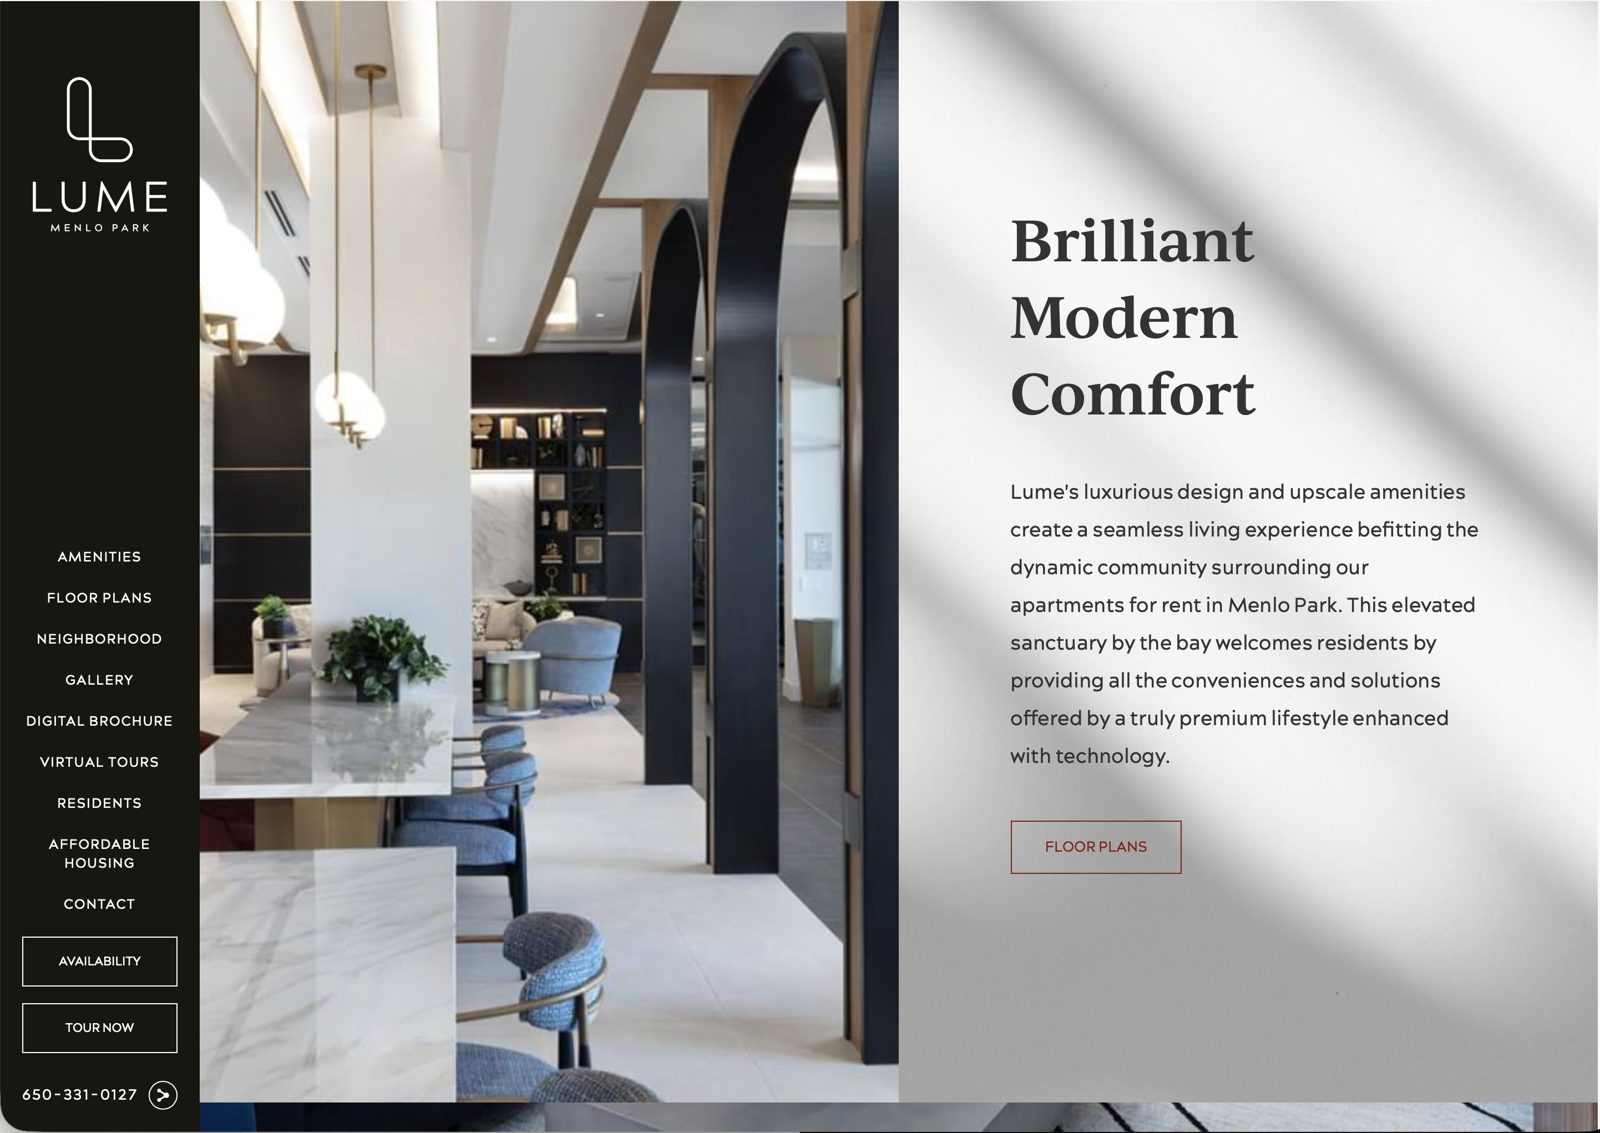 LUME
MENLO PARK
AMENITIES
FLOOR PLANS
NEIGHBORHOOD
GALLERY
DIGITAL BROCHURE
VIRTUAL TOURS
RESIDENTS
AFFORDABLE
HOUSING
CONTACT
AVAILABILITY
TOUR NOW
650-331-0127
Brilliant
Modern
Comfort
Lume's luxurious design and upscale amenities
create a seamless living experience befitting the
dynamic community surrounding our
apartments for rent in Menlo Park. This elevated
sanctuary by the bay welcomes residents by
providing all the conveniences and solutions
offered by a truly premium lifestyle enhanced
with technology.
FLOOR PLANS